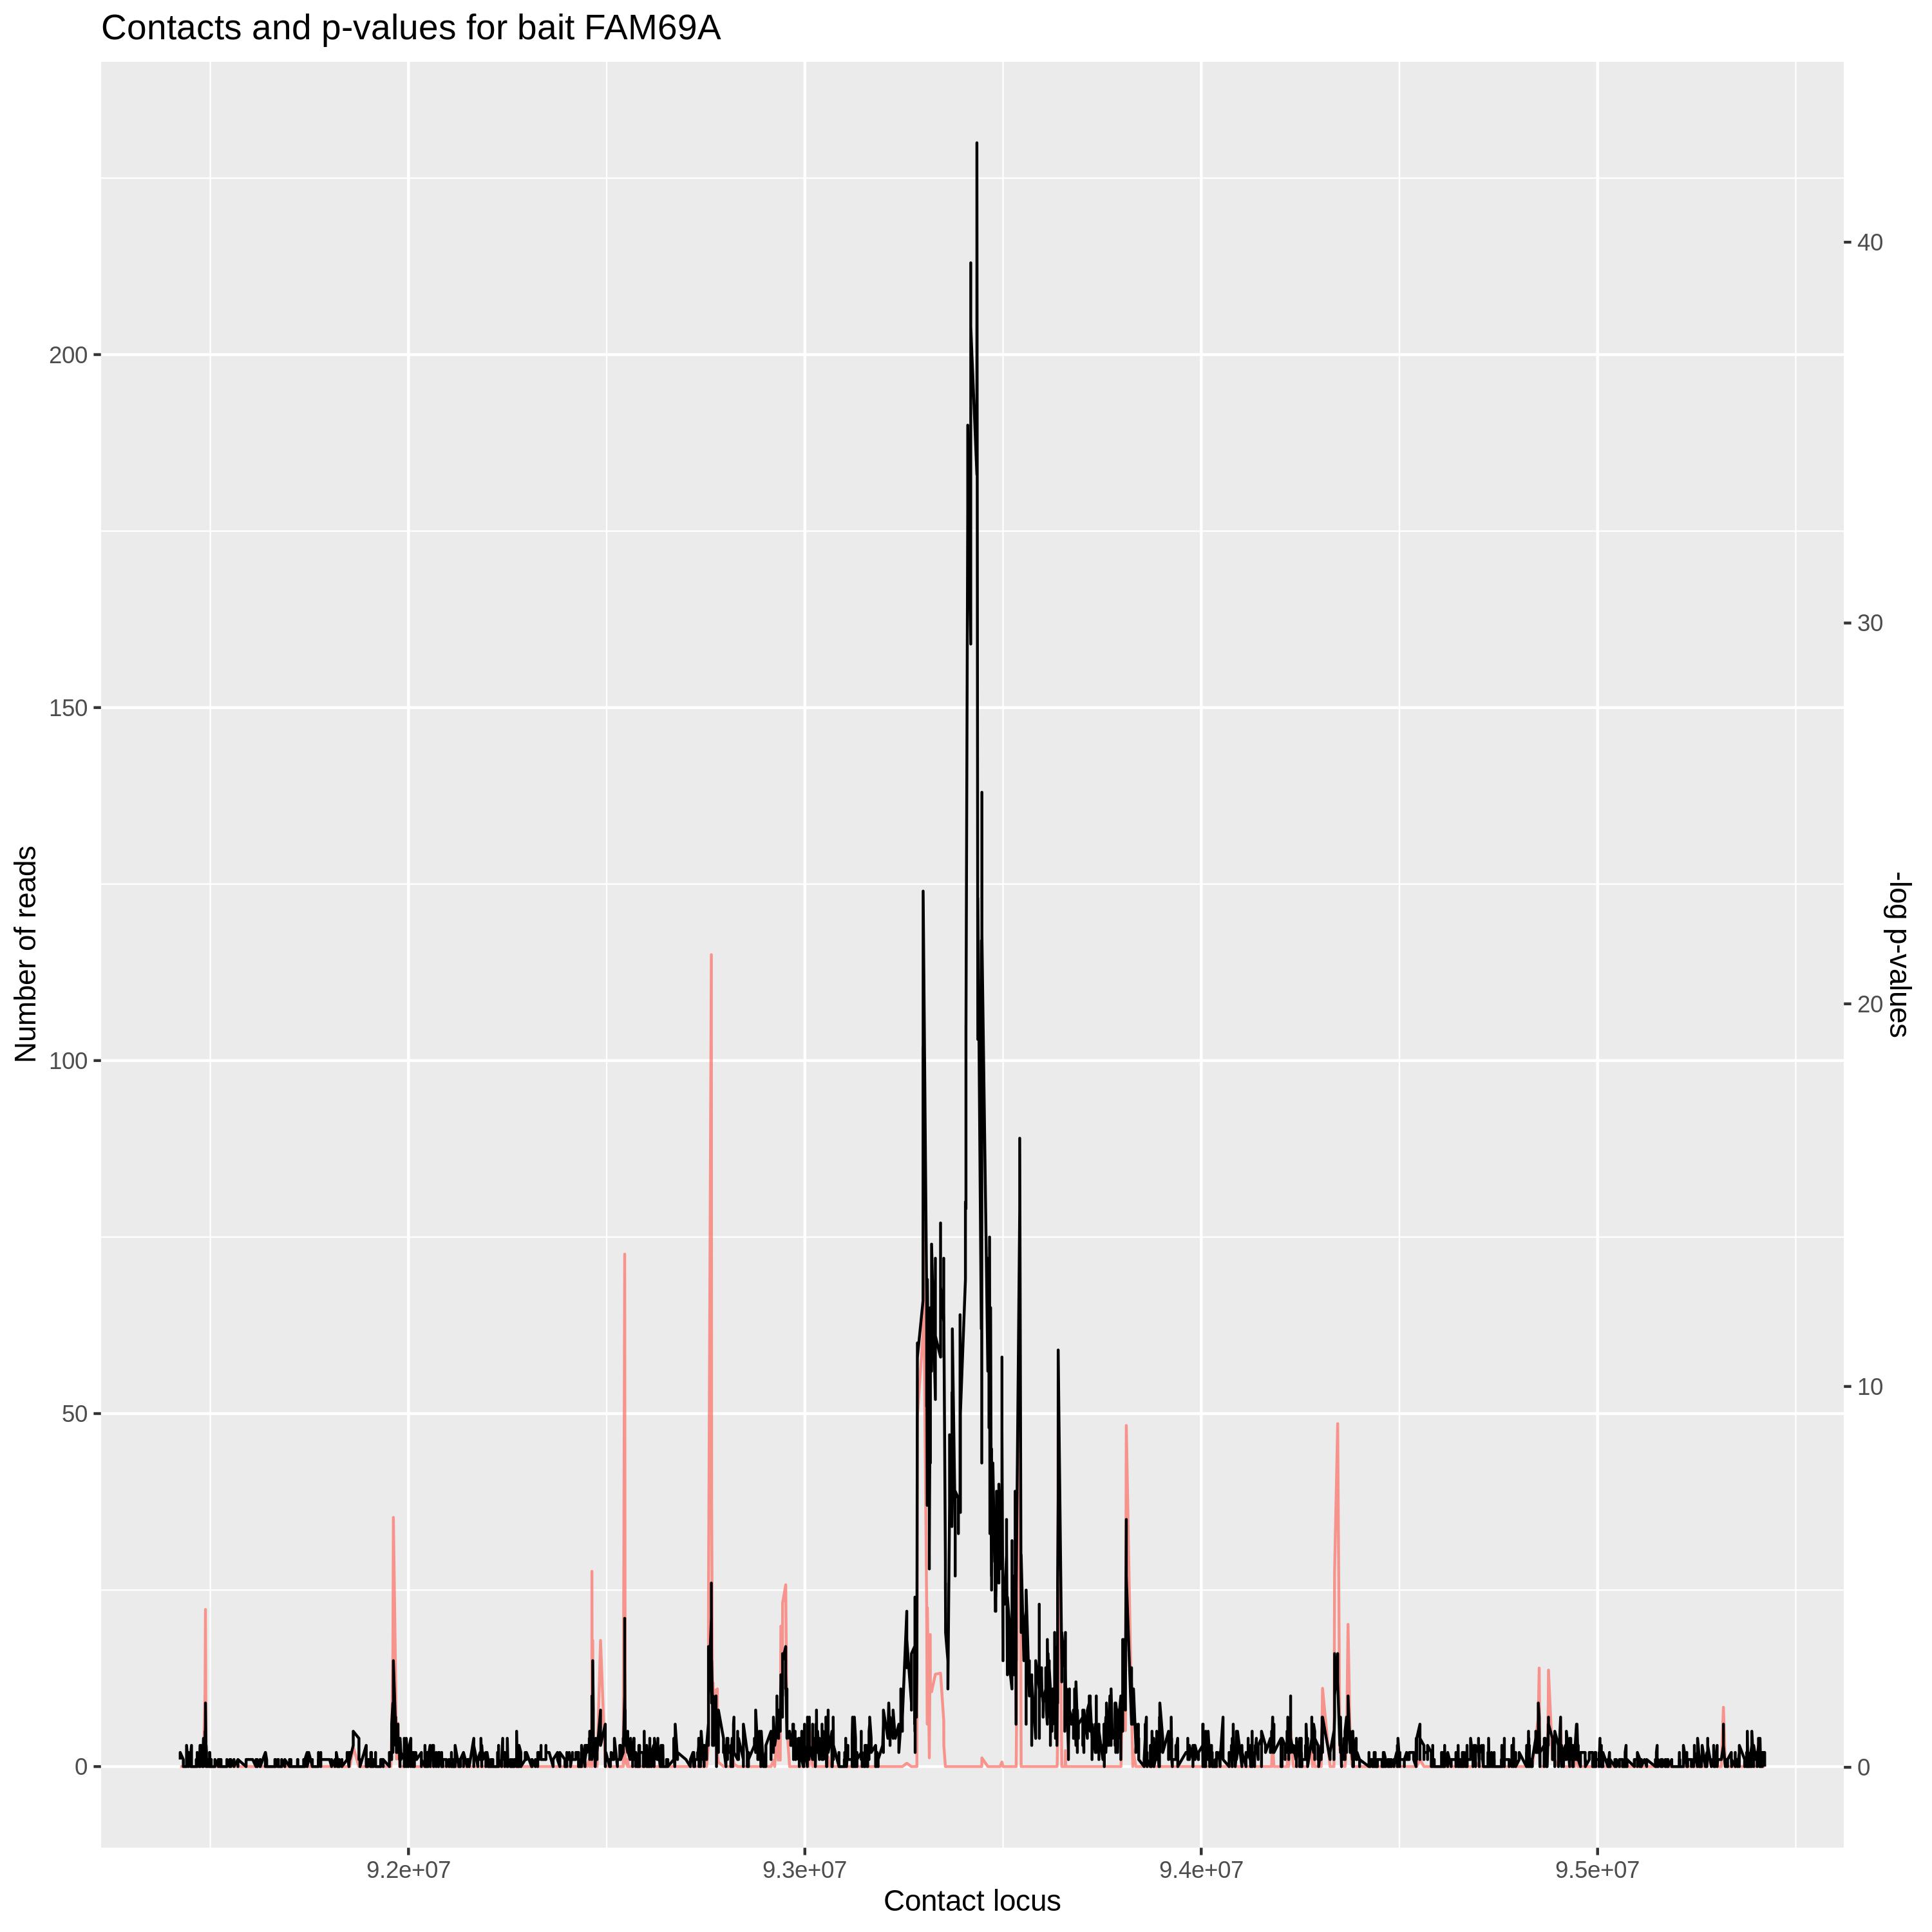 Contacts and p-values for bait FAM69A
200
150
100
50
0
Number of reads
40
30
20
10
0
-log p-values
9.2e+07
9.3e+07
9.4e+07
9.5e+07
Contact locus